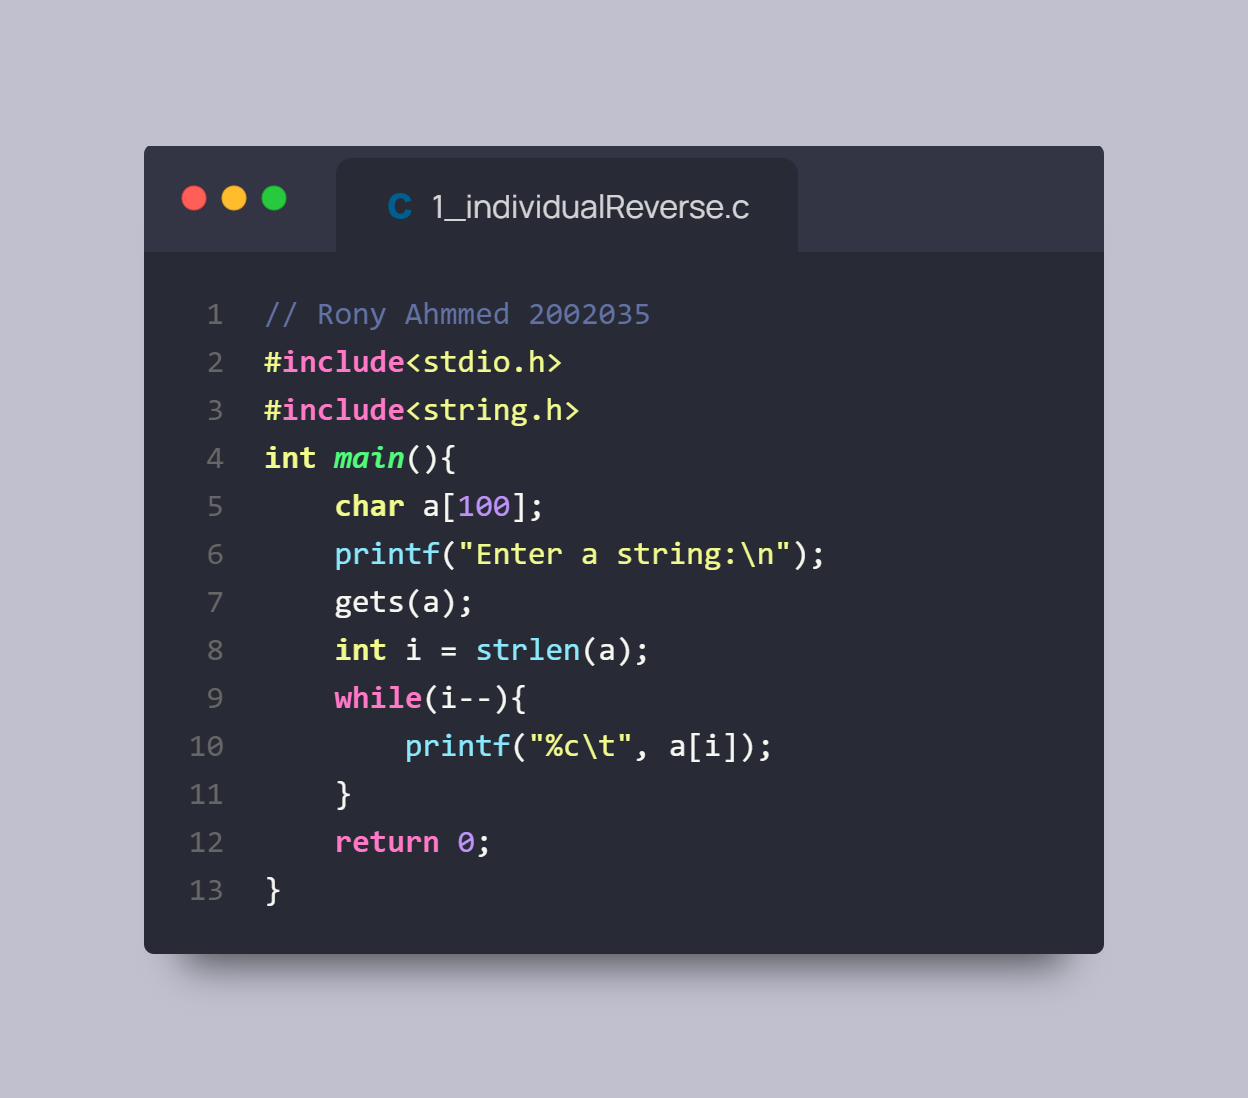 C 1_individualReverse.c
1 // Rony Ahmmed 2002035
2 #include<stdio.h>
3 #include<string.h>
4 int main(){
5     char a[100];
6     printf("Enter a string:\n");
7     gets(a);
8     int i = strlen(a);
9     while(i--){
10         printf("%c\t", a[i]);
11     }
12     return 0;
13 }